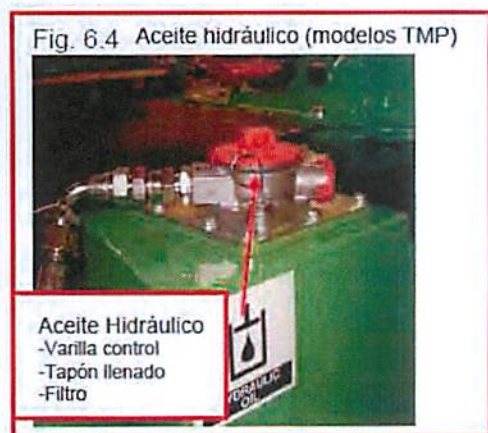 Fig. 6.4 Aceite hidráulico (modelos TMP)
Aceite Hidráulico
-Varilla control
-Tapón llenado
-Filtro
HYDRAULIC
OIL